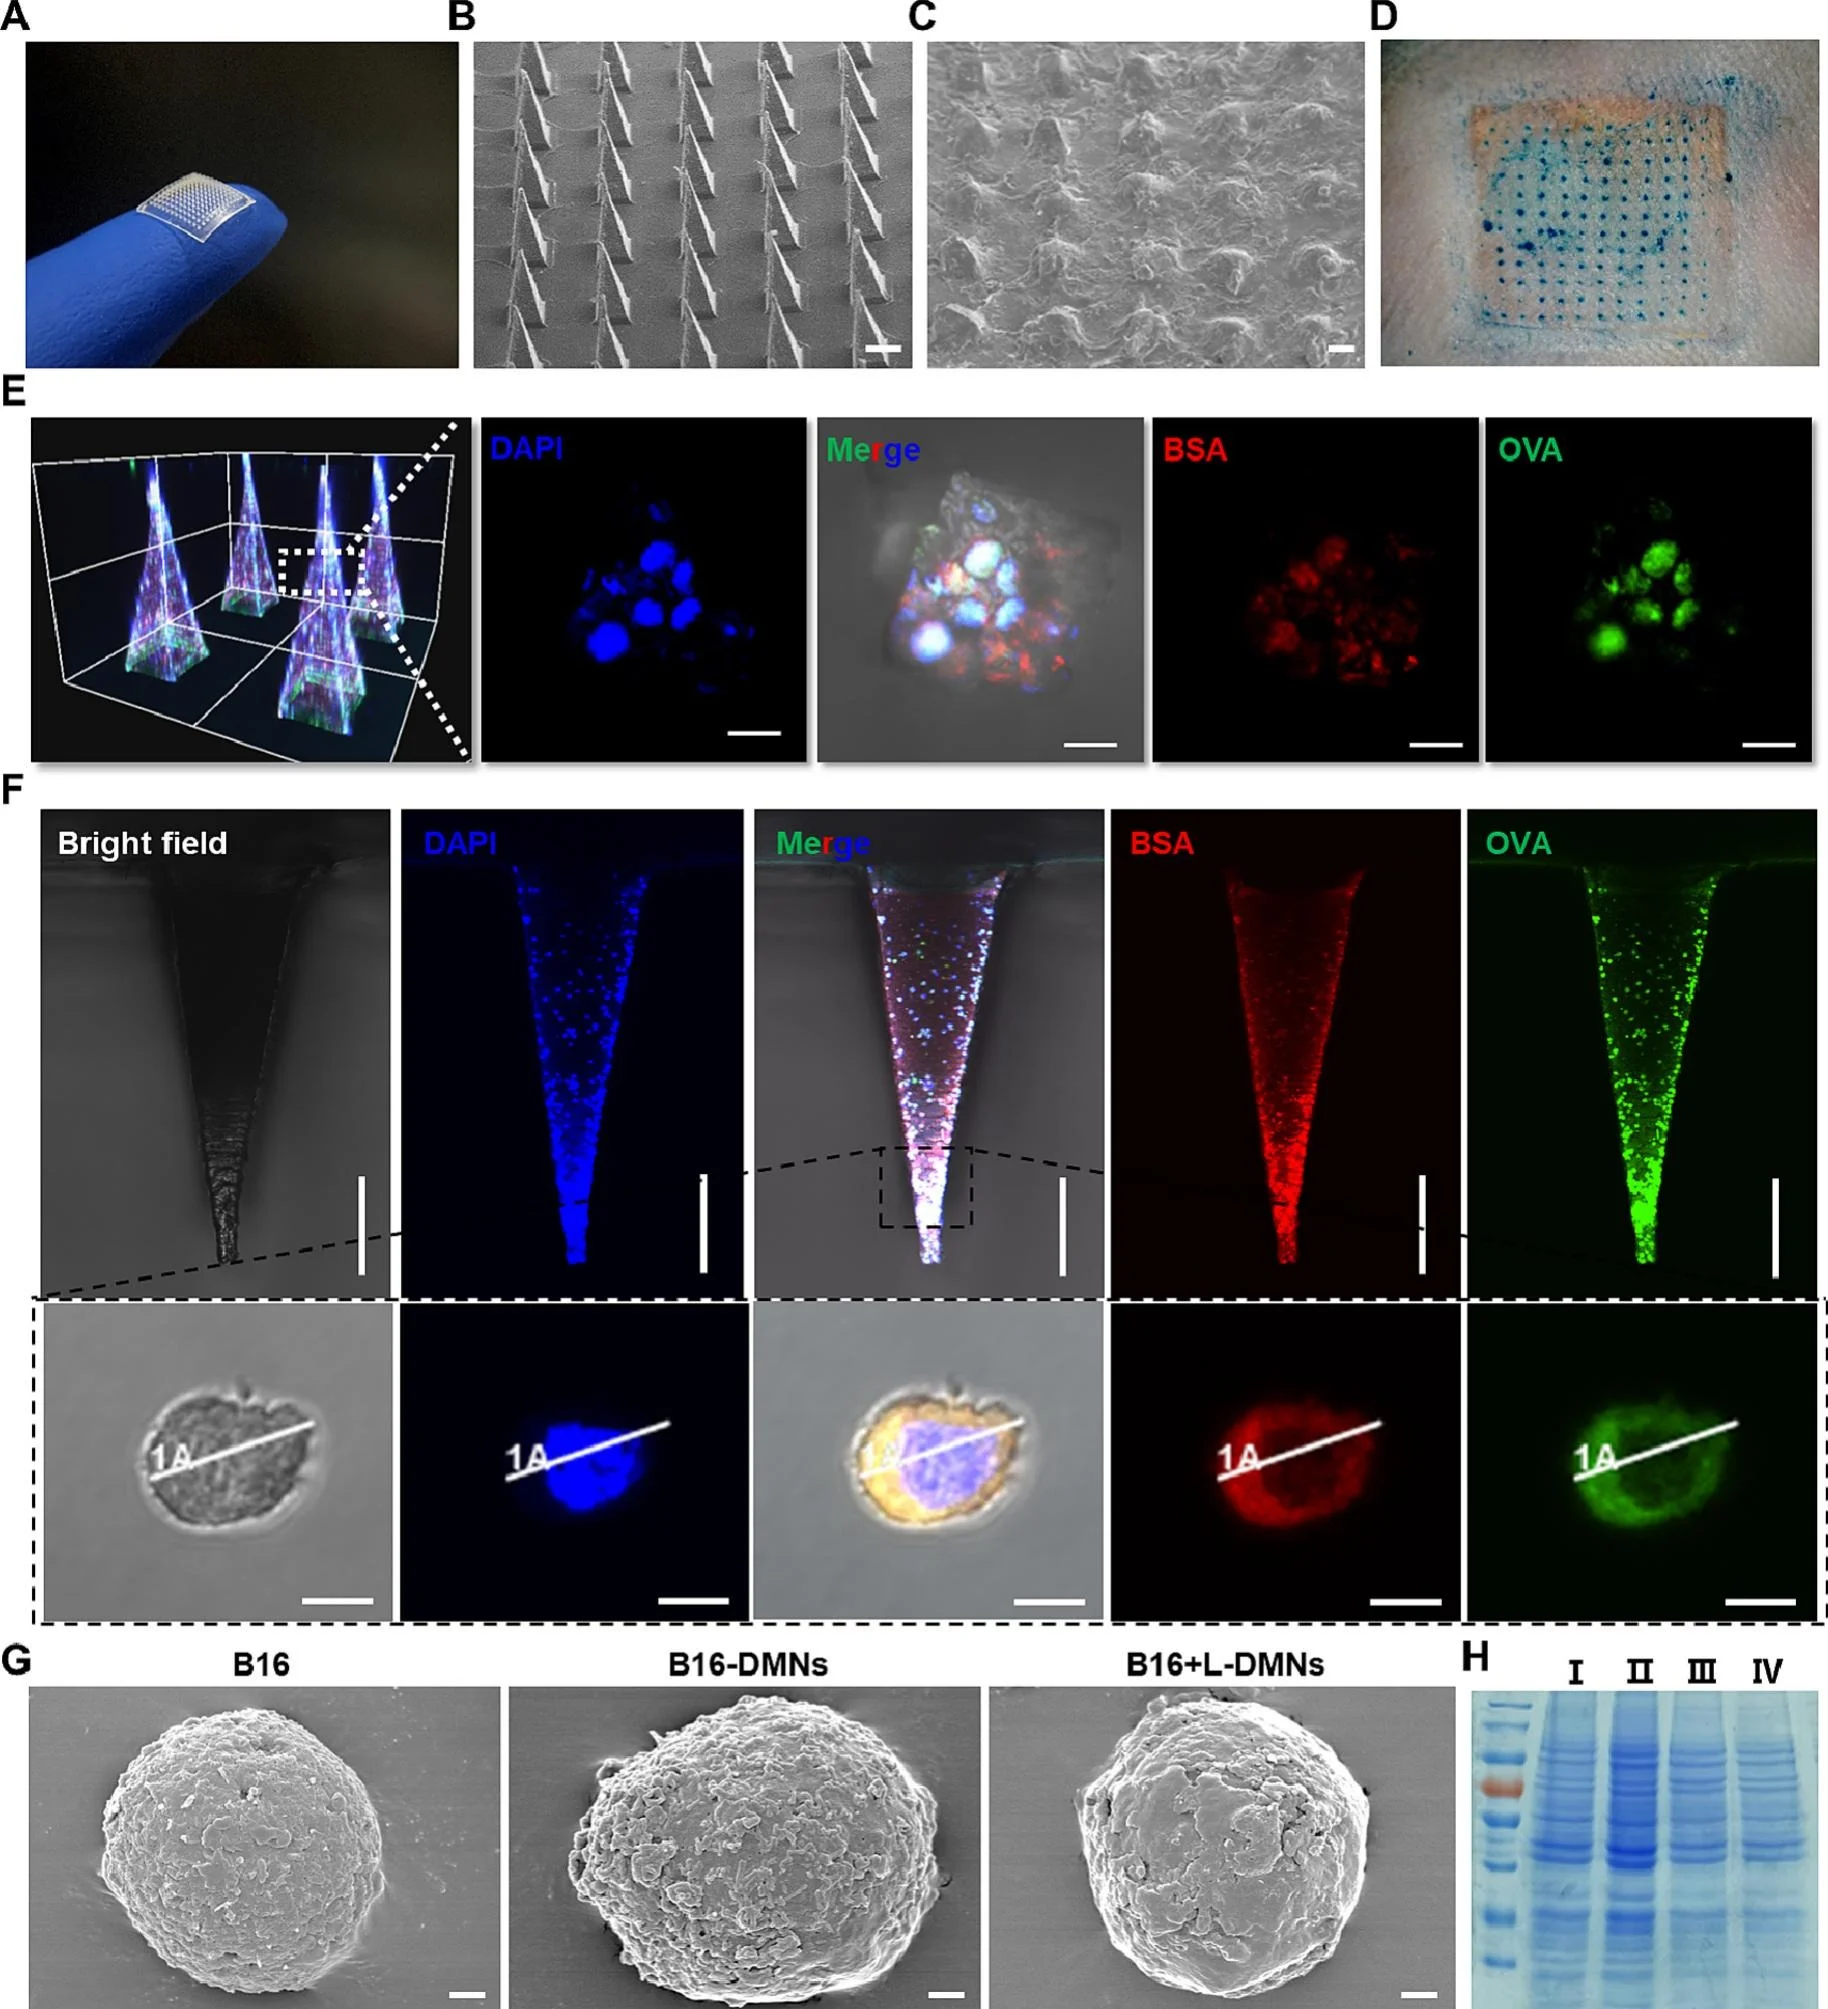 A
B
C
D
E
DAPI
Merge
BSA
OVA
F
Bright field
DAPI
Merge
BSA
OVA
1A
1A
1A
1A
1A
G
B16
B16-DMNs
B16+L-DMNs
H
I
II
III
IV